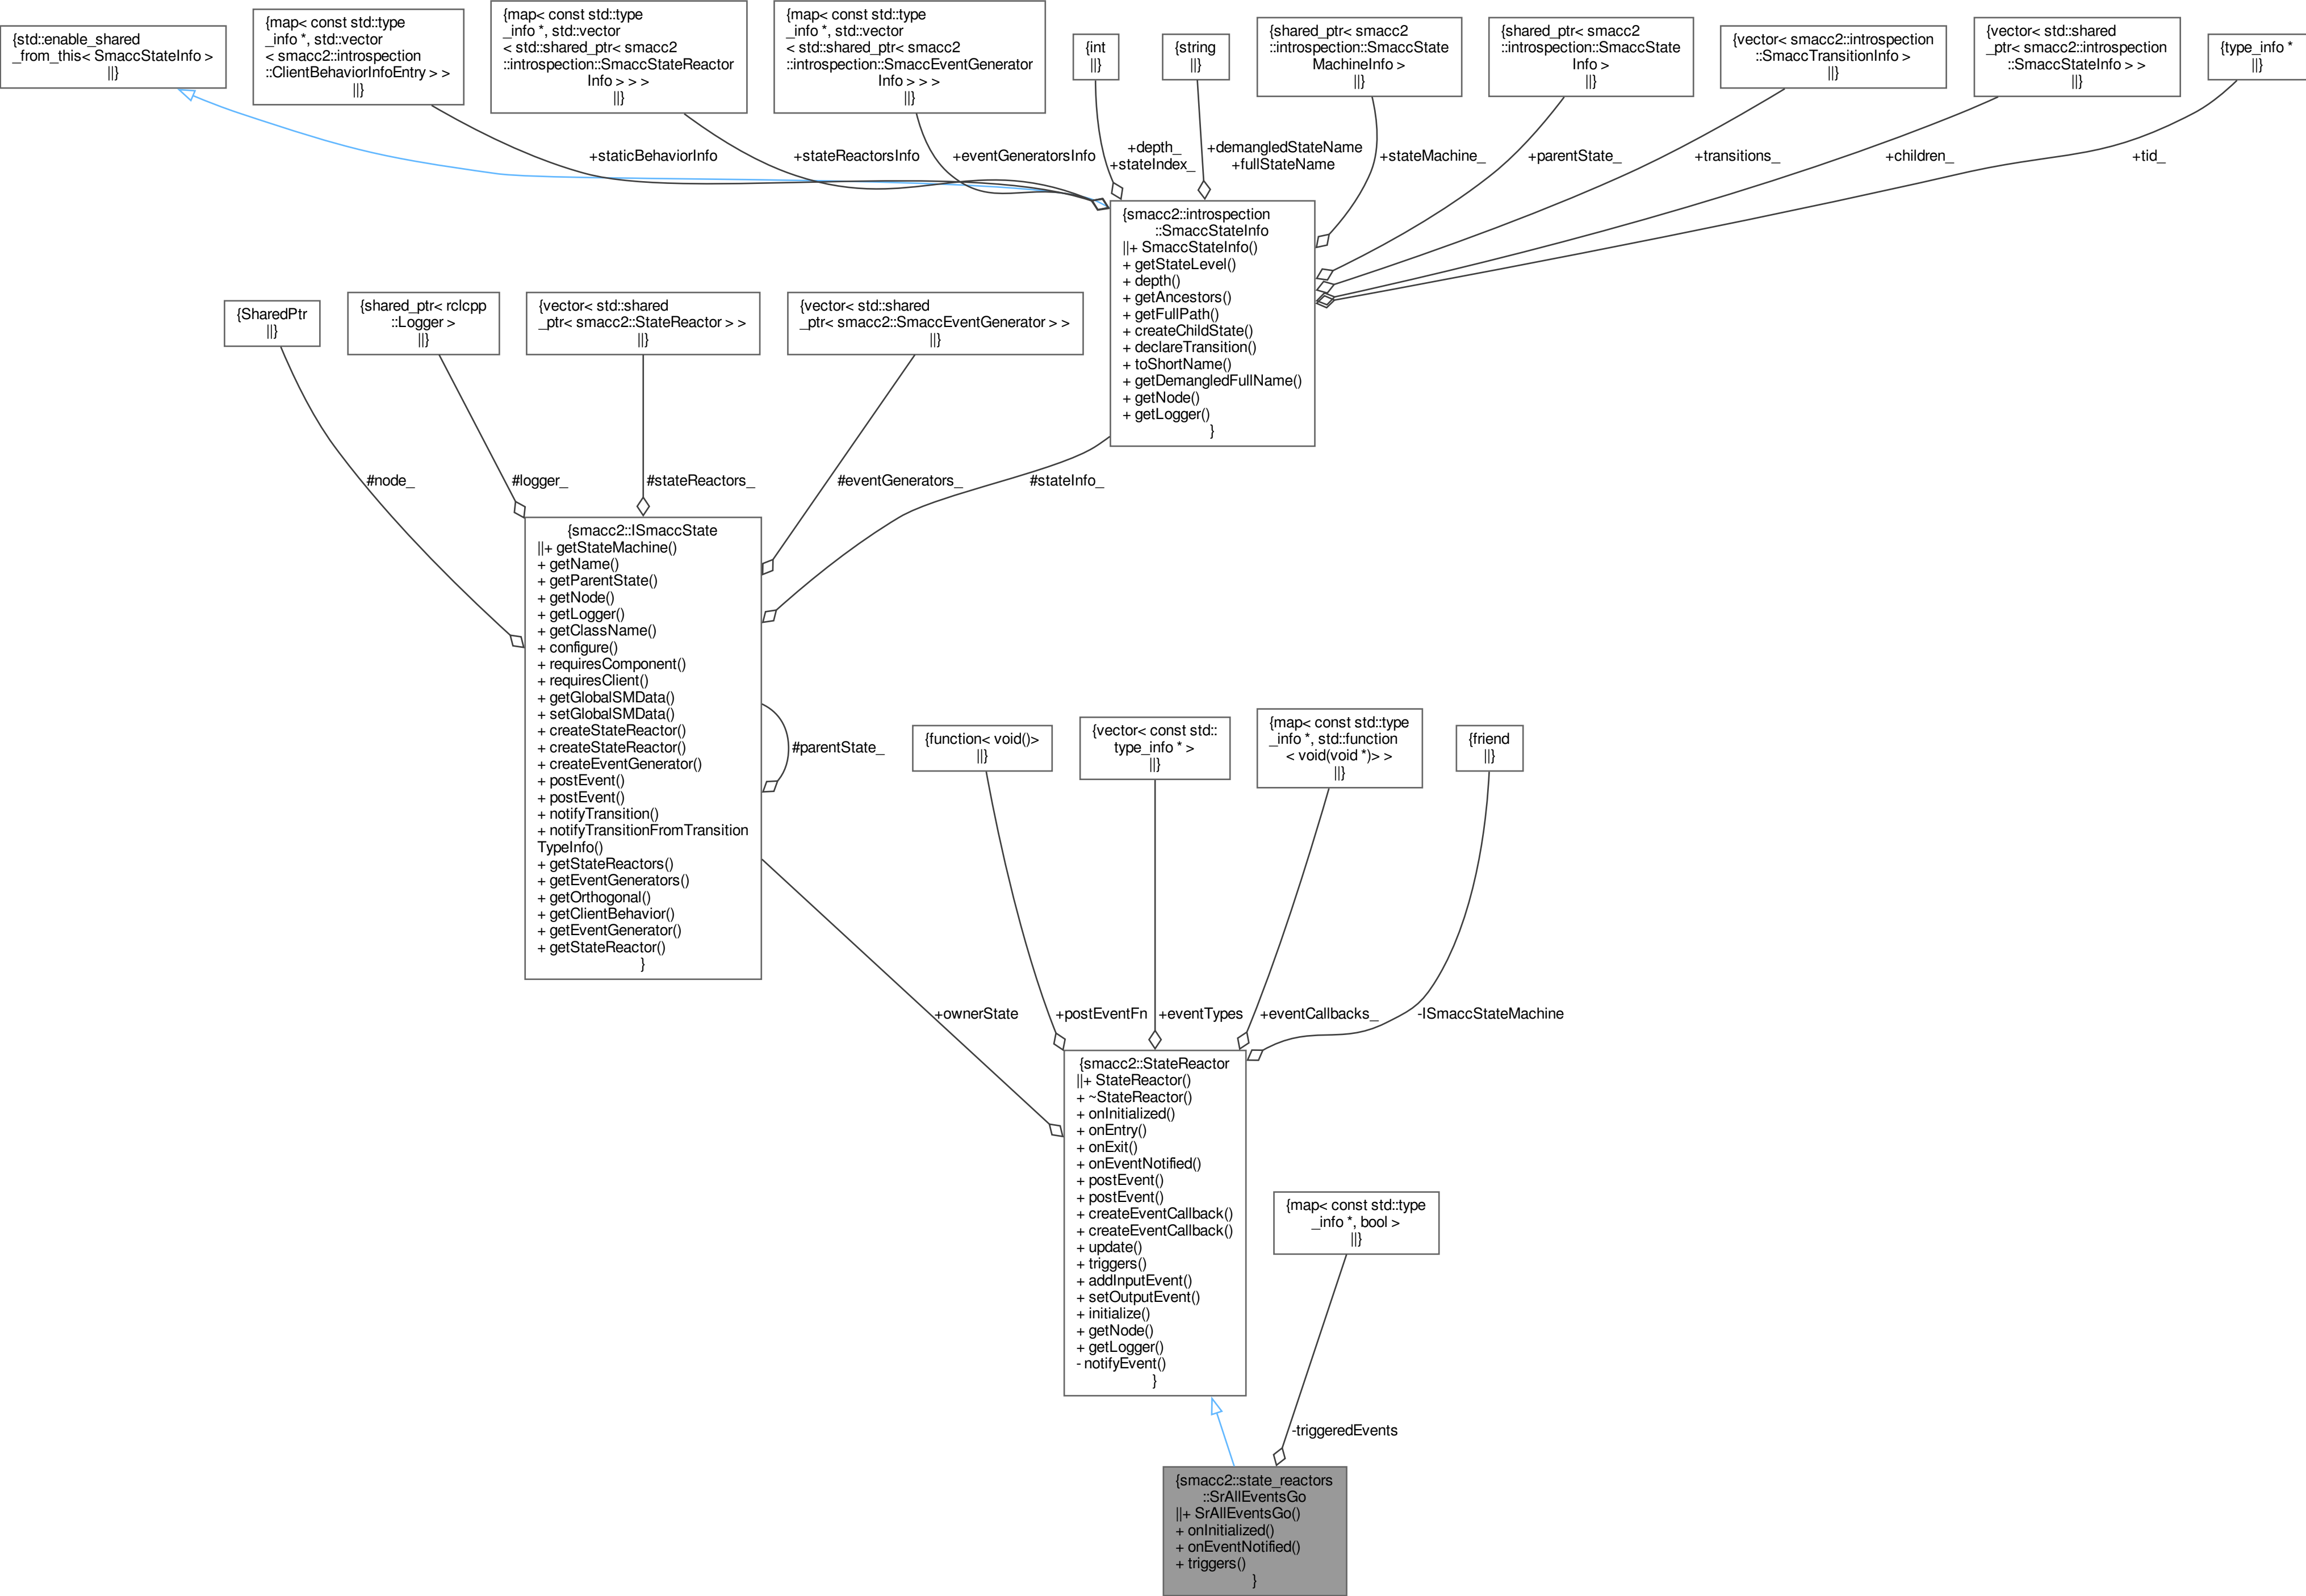 {std::enable_shared
_from_this< SmaccStateInfo >
||}
{map< const std::type
_info *, std::vector
< smacc2::introspection
::ClientBehaviorInfoEntry > >
||}
{map< const std::type
_info *, std::vector
< std::shared_ptr< smacc2
::introspection::SmaccStateReactor
Info > > >
||}
{map< const std::type
_info *, std::vector
< std::shared_ptr< smacc2
::introspection::SmaccEventGenerator
Info > > >
||}
{int
||}
{string
||}
{shared_ptr< smacc2
::introspection::SmaccState
MachineInfo >
||}
{shared_ptr< smacc2
::introspection::SmaccState
Info >
||}
{vector< smacc2::introspection
::SmaccTransitionInfo >
||}
{vector< std::shared
_ptr< smacc2::introspection
::SmaccStateInfo > >
||}
{type_info *
||}
+staticBehaviorInfo
+stateReactorsInfo
+eventGeneratorsInfo
+depth_
+stateIndex_
+demangledStateName
+fullStateName
+stateMachine_
+parentState_
+transitions_
+children_
+tid_
{smacc2::introspection
::SmaccStateInfo
||+ SmaccStateInfo()
+ getStateLevel()
+ depth()
+ getAncestors()
+ getFullPath()
+ createChildState()
+ declareTransition()
+ toShortName()
+ getDemangledFullName()
+ getNode()
+ getLogger()
}
{SharedPtr
||}
{shared_ptr< rclcpp
::Logger >
||}
{vector< std::shared
_ptr< smacc2::StateReactor > >
||}
{vector< std::shared
_ptr< smacc2::SmaccEventGenerator > >
||}
#node_
#logger_
#stateReactors_
#eventGenerators_
#stateInfo_
{smacc2::ISmaccState
||+ getStateMachine()
+ getName()
+ getParentState()
+ getNode()
+ getLogger()
+ getClassName()
+ configure()
+ requiresComponent()
+ requiresClient()
+ getGlobalSMData()
+ setGlobalSMData()
+ createStateReactor()
+ createStateReactor()
+ createEventGenerator()
+ postEvent()
+ postEvent()
+ notifyTransition()
+ notifyTransitionFromTransition
TypeInfo()
+ getStateReactors()
+ getEventGenerators()
+ getOrthogonal()
+ getClientBehavior()
+ getEventGenerator()
+ getStateReactor()
}
#parentState_
{function< void()>
||}
{vector< const std::
type_info * >
||}
{map< const std::type
_info *, std::function
< void(void *)> >
||}
{friend
||}
+ownerState
+postEventFn
+eventTypes
+eventCallbacks_
-ISmaccStateMachine
{smacc2::StateReactor
||+ StateReactor()
+ ~StateReactor()
+ onInitialized()
+ onEntry()
+ onExit()
+ onEventNotified()
+ postEvent()
+ postEvent()
+ createEventCallback()
+ createEventCallback()
+ update()
+ triggers()
+ addInputEvent()
+ setOutputEvent()
+ initialize()
+ getNode()
+ getLogger()
- notifyEvent()
}
{map< const std::type
_info *, bool >
||}
-triggeredEvents
{smacc2::state_reactors
::SrAllEventsGo
||+ SrAllEventsGo()
+ onInitialized()
+ onEventNotified()
+ triggers()
}